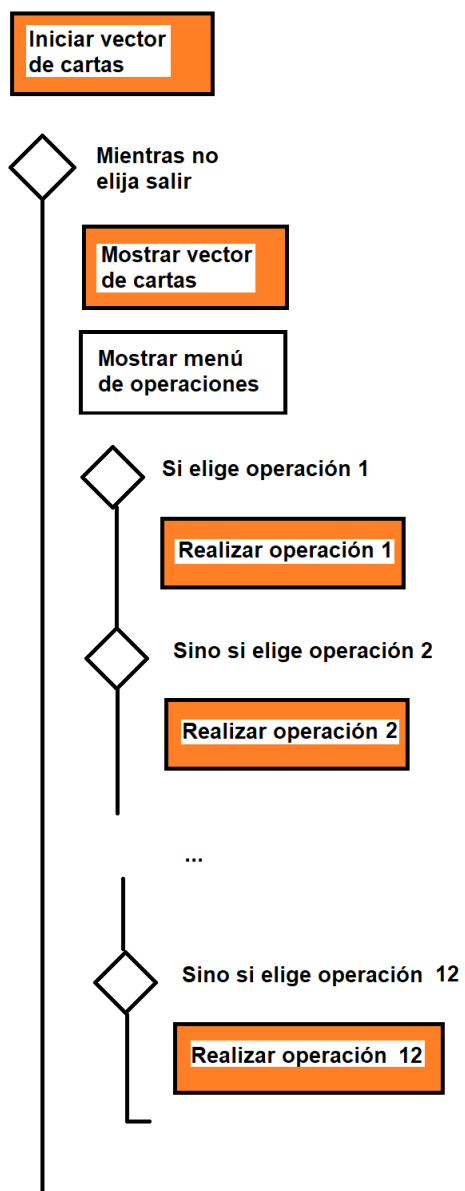 Iniciar vector
de cartas
Mientras no
elija salir
Mostrar vector
de cartas
Mostrar menú
de operaciones
Si elige operación 1
Realizar operación 1
Sino si elige operación 2
Realizar operación 2
...
Sino si elige operación 12
Realizar operación 12